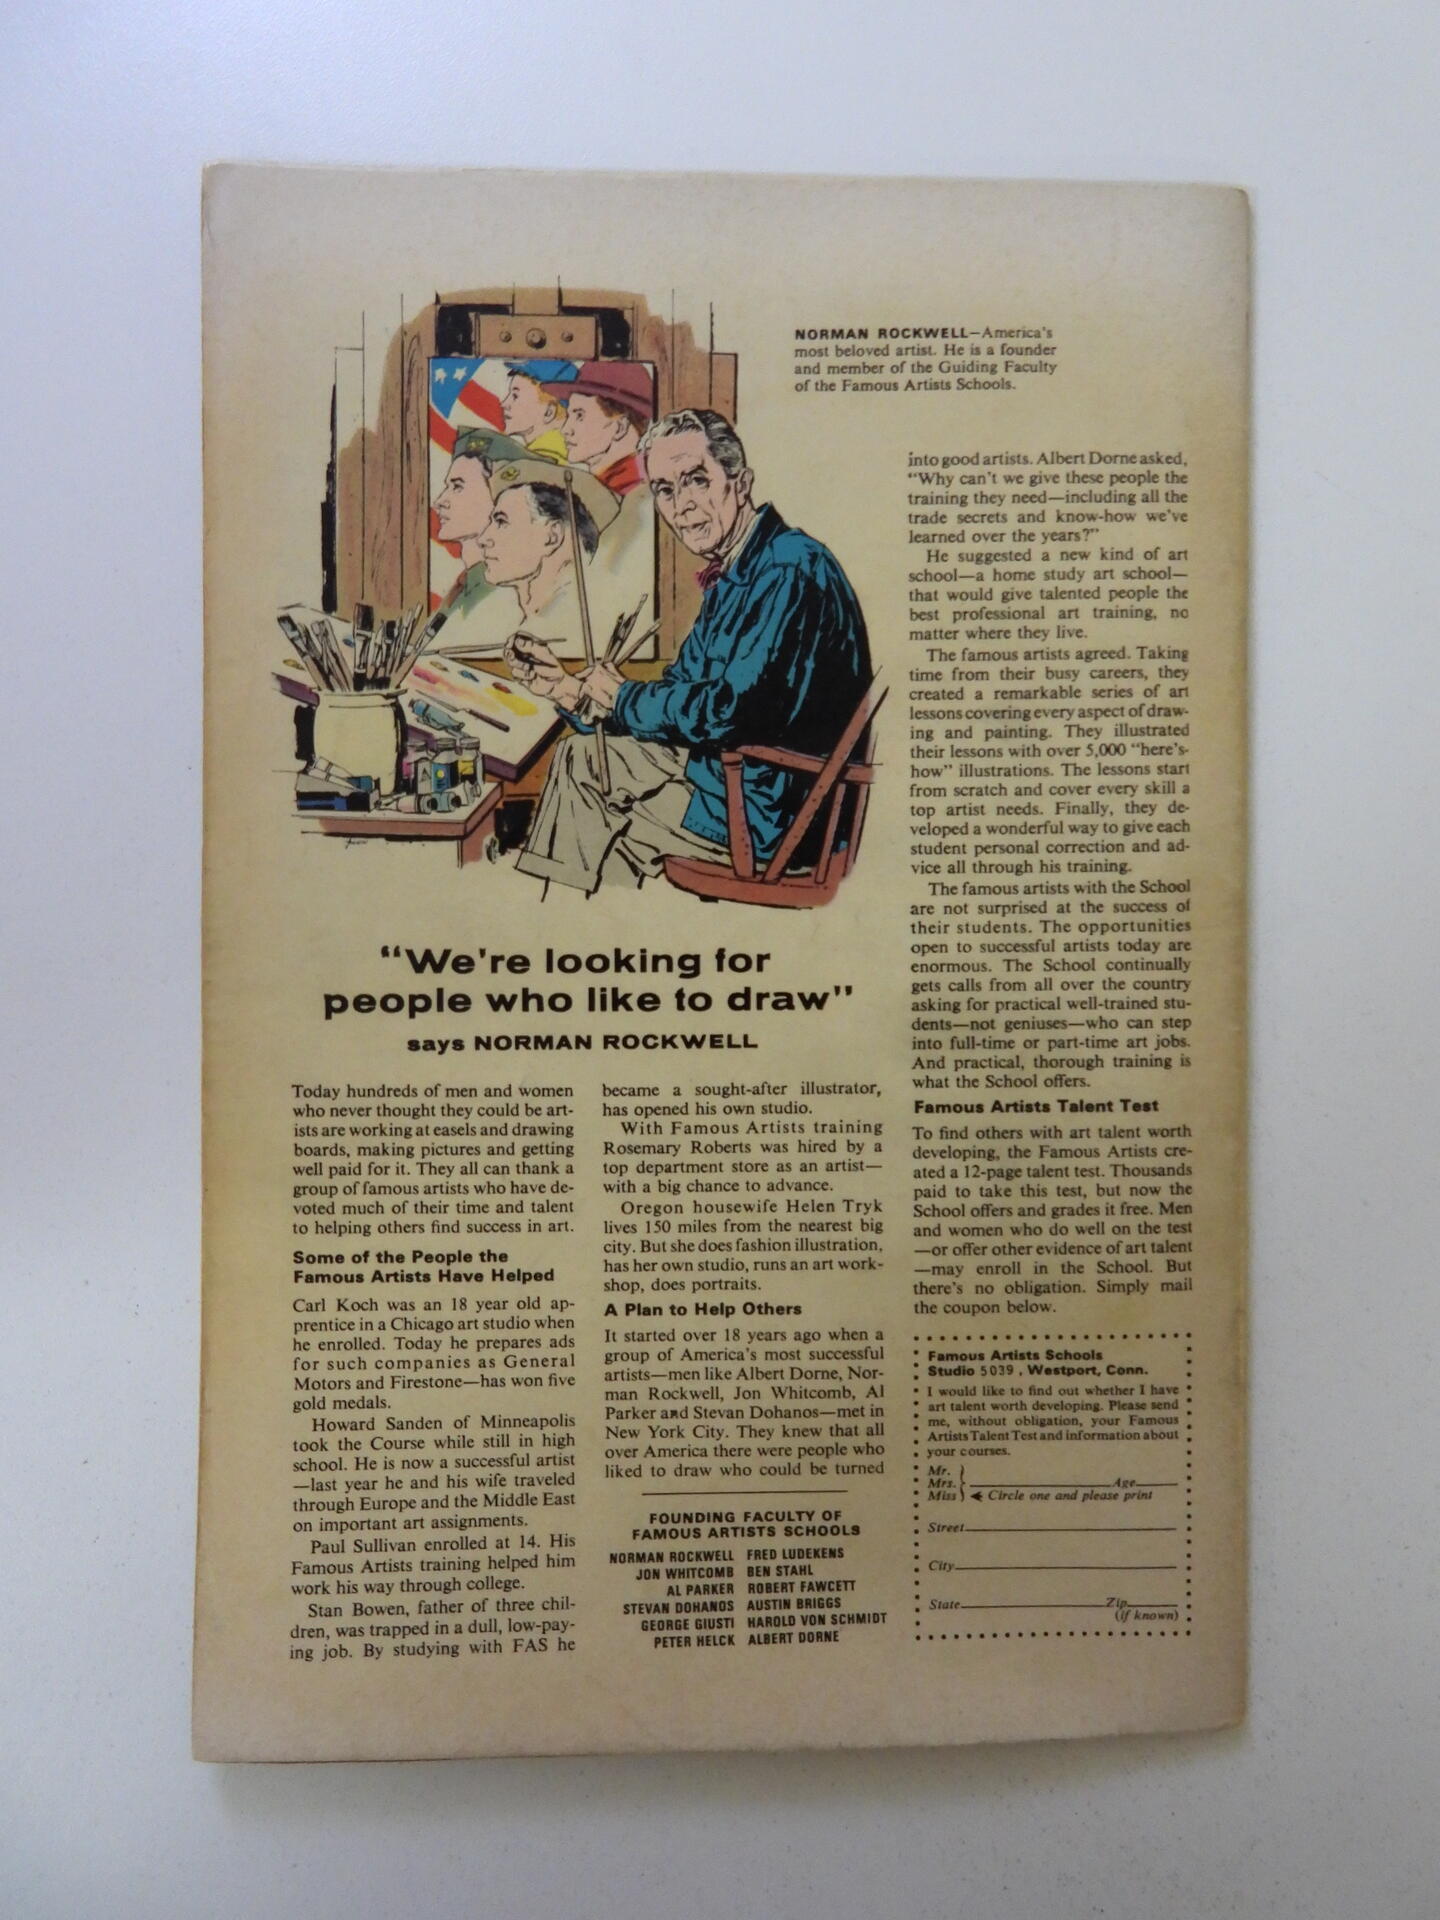 NORMAN ROCKWELL—America's
most beloved artist. He is a founder
and member of the Guiding Faculty
of the Famous Artists Schools.
"We're looking for
people who like to draw"
says NORMAN ROCKWELL
Today hundreds of men and women
who never thought they could be art-
ists are working at easels and drawing
boards, making pictures and getting
well paid for it. They all can thank a
group of famous artists who have de-
voted much of their time and talent
to helping others find success in art.
Some of the People the
Famous Artists Have Helped
Carl Koch was an 18 year old ap-
prentice in a Chicago art studio when
he enrolled. Today he prepares ads
for such companies as General
Motors and Firestone—has won five
gold medals.
Howard Sanden of Minneapolis
took the Course while still in high
school. He is now a successful artist
—last year he and his wife traveled
through Europe and the Middle East
on important art assignments.
Paul Sullivan enrolled at 14. His
Famous Artists training helped him
work his way through college.
Stan Bowen, father of three chil-
dren, was trapped in a dull, low-pay-
ing job. By studying with FAS he
became a sought-after illustrator,
has opened his own studio.
With Famous Artists training
Rosemary Roberts was hired by a
top department store as an artist—
with a big chance to advance.
Oregon housewife Helen Tryk
lives 150 miles from the nearest big
city. But she does fashion illustration,
has her own studio, runs an art work-
shop, does portraits.
A Plan to Help Others
It started over 18 years ago when a
group of America's most successful
artists—men like Albert Dorne, Nor-
man Rockwell, Jon Whitcomb, Al
Parker and Stevan Dohanos—met in
New York City. They knew that all
over America there were people who
liked to draw who could be turned
FOUNDING FACULTY OF
FAMOUS ARTISTS SCHOOLS
NORMAN ROCKWELL FRED LUDEKENS
JON WHITCOMB BEN STAHL
AL PARKER ROBERT FAWCETT
STEVAN DOHANOS AUSTIN BRIGGS
GEORGE GIUSTI HAROLD VON SCHMIDT
PETER HELCK ALBERT DORNE
into good artists. Albert Dorne asked,
"Why can't we give these people the
training they need—including all the
trade secrets and know-how we've
learned over the years?"
He suggested a new kind of art
school—a home study art school—
that would give talented people the
best professional art training, no
matter where they live.
The famous artists agreed. Taking
time from their busy careers, they
created a remarkable series of art
lessons covering every aspect of draw-
ing and painting. They illustrated
their lessons with over 5,000 "here's-
how" illustrations. The lessons start
from scratch and cover every skill a
top artist needs. Finally, they de-
veloped a wonderful way to give each
student personal correction and ad-
vice all through his training.
The famous artists with the School
are not surprised at the success of
their students. The opportunities
open to successful artists today are
enormous. The School continually
gets calls from all over the country
asking for practical well-trained stu-
dents—not geniuses—who can step
into full-time or part-time art jobs.
And practical, thorough training is
what the School offers.
Famous Artists Talent Test
To find others with art talent worth
developing, the Famous Artists cre-
ated a 12-page talent test. Thousands
paid to take this test, but now the
School offers and grades it free. Men
and women who do well on the test
—or offer other evidence of art talent
—may enroll in the School. But
there's no obligation. Simply mail
the coupon below.
Famous Artists Schools
Studio 5039, Westport, Conn.
I would like to find out whether I have
art talent worth developing. Please send
me, without obligation, your Famous
Artists Talent Test and information about
your courses.
Mr.
Mrs. Age
Miss Circle one and please print
Street
City
State Zip
(if known)